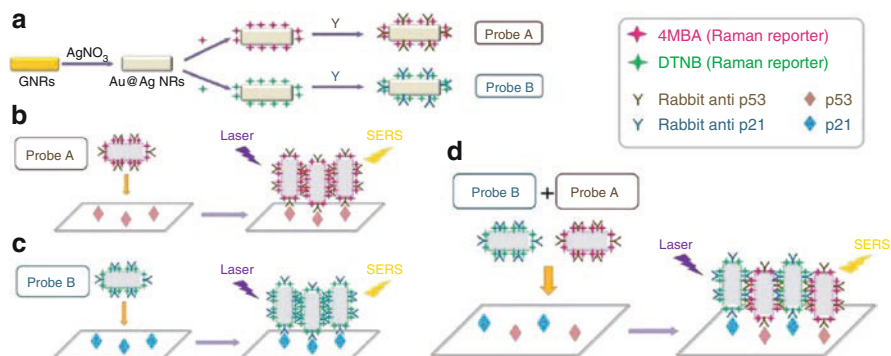 a
AgNO3
GNRs
Au@Ag NRs
+
Y
Probe A
+
Y
Probe B
4MBA (Raman reporter)
DTNB (Raman reporter)
Rabbit anti p53
p53
Rabbit anti p21
p21
b
Probe A
Laser
SERS
c
Probe B
Laser
SERS
d
Probe B + Probe A
Laser
SERS